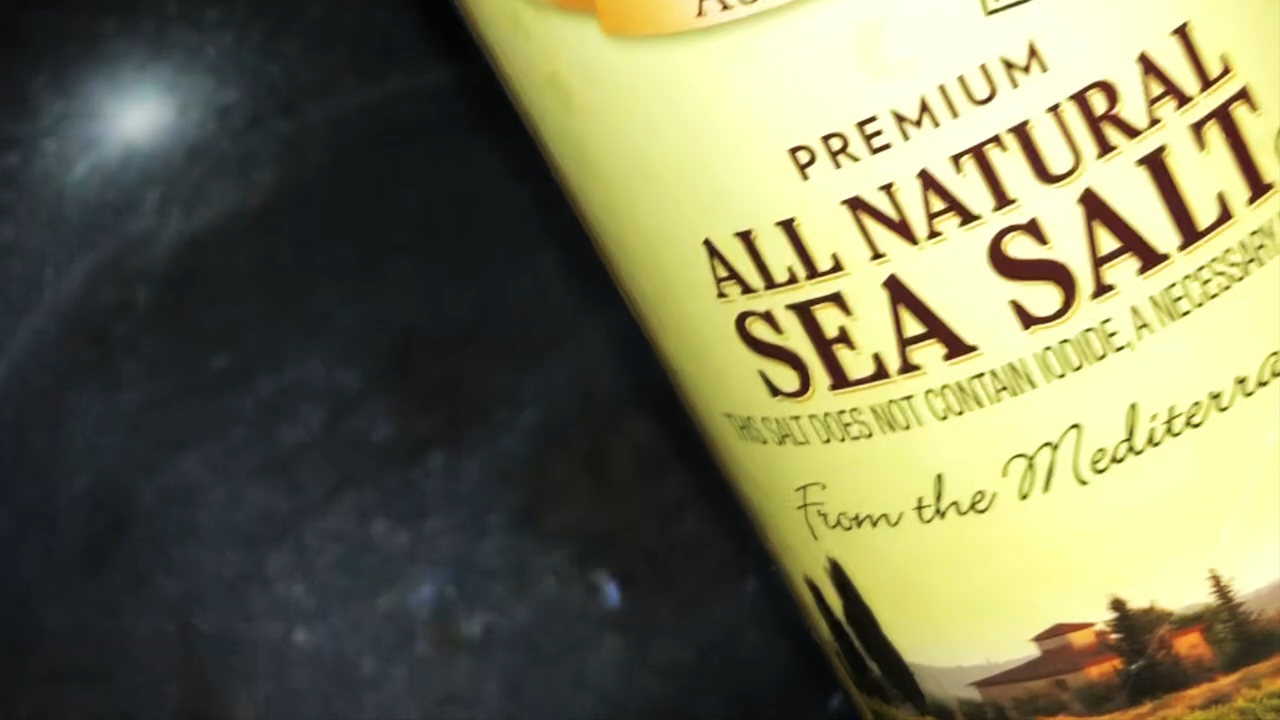 PREMIUM
ALL NATURAL
SEA SALT
THIS SALT DOES NOT CONTAIN IODIDE, A NECESSARY
From the Mediterra